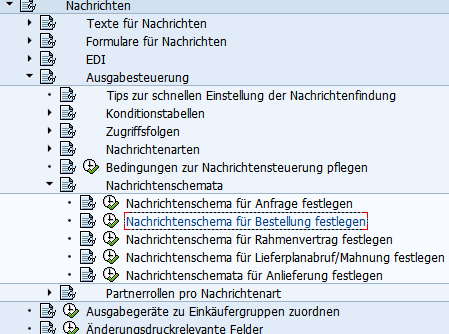 Nachrichten
Texte für Nachrichten
Formulare für Nachrichten
EDI
Ausgabesteuerung
Tips zur schnellen Einstellung der Nachrichtenfindung
Konditionstabellen
Zugriffsfolgen
Nachrichtenarten
Bedingungen zur Nachrichtensteuerung pflegen
Nachrichtenschemata
Nachrichtenschema für Anfrage festlegen
Nachrichtenschema für Bestellung festlegen
Nachrichtenschema für Rahmenvertrag festlegen
Nachrichtenschema für Lieferplanabruf/Mahnung festlegen
Nachrichtenschemata für Anlieferung festlegen
Partnerrollen pro Nachrichtenart
Ausgabegeräte zu Einkäufergruppen zuordnen
Änderungsdruckrelevante Felder